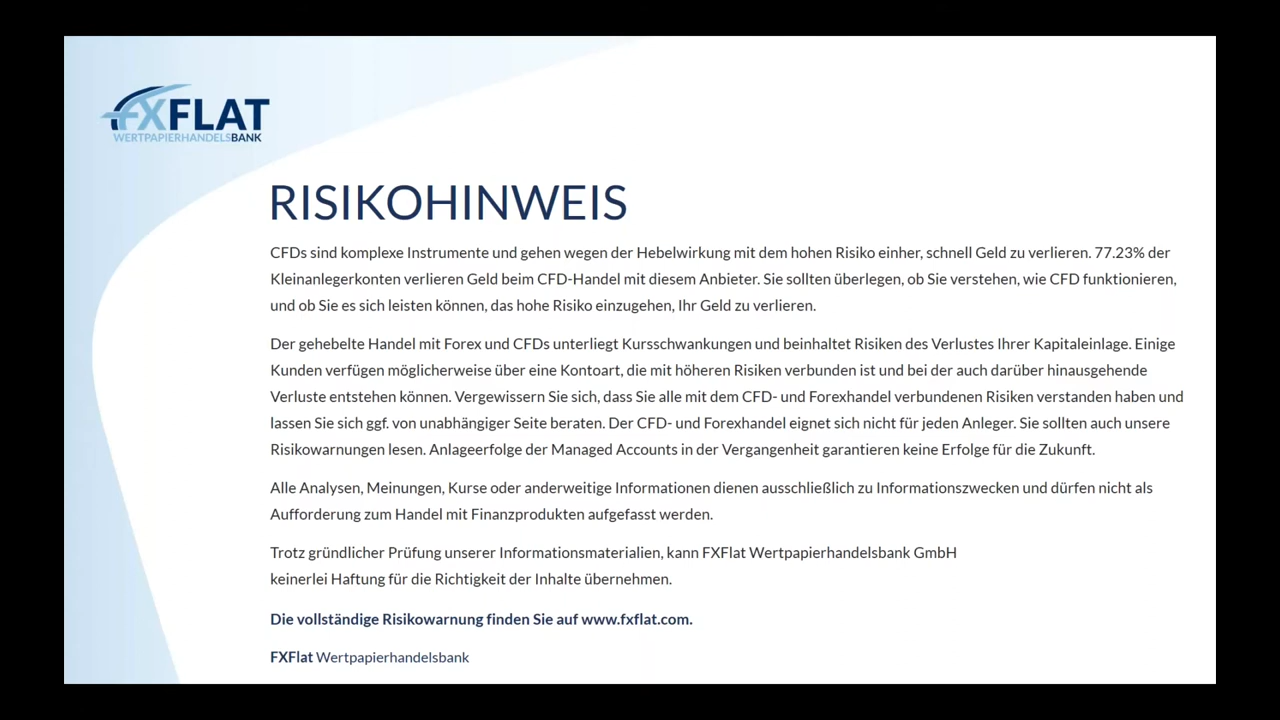 FXFLAT
WERTPAPIERHANDELSBANK
RISIKOHINWEIS
CFDs sind komplexe Instrumente und gehen wegen der Hebelwirkung mit dem hohen Risiko einher, schnell Geld zu verlieren. 77.23% der
Kleinanlegerkonten verlieren Geld beim CFD-Handel mit diesem Anbieter. Sie sollten überlegen, ob Sie verstehen, wie CFD funktionieren,
und ob Sie es sich leisten können, das hohe Risiko einzugehen, Ihr Geld zu verlieren.
Der gehebelte Handel mit Forex und CFDs unterliegt Kursschwankungen und beinhaltet Risiken des Verlustes Ihrer Kapitaleinlage. Einige
Kunden verfügen möglicherweise über eine Kontoart, die mit höheren Risiken verbunden ist und bei der auch darüber hinausgehende
Verluste entstehen können. Vergewissern Sie sich, dass Sie alle mit dem CFD- und Forexhandel verbundenen Risiken verstanden haben und
lassen Sie sich ggf. von unabhängiger Seite beraten. Der CFD- und Forexhandel eignet sich nicht für jeden Anleger. Sie sollten auch unsere
Risikowarnungen lesen. Anlageerfolge der Managed Accounts in der Vergangenheit garantieren keine Erfolge für die Zukunft.
Alle Analysen, Meinungen, Kurse oder anderweitige Informationen dienen ausschließlich zu Informationszwecken und dürfen nicht als
Aufforderung zum Handel mit Finanzprodukten aufgefasst werden.
Trotz gründlicher Prüfung unserer Informationsmaterialien, kann FXFlat Wertpapierhandelsbank GmbH
keinerlei Haftung für die Richtigkeit der Inhalte übernehmen.
Die vollständige Risikowarnung finden Sie auf www.fxflat.com.
FXFlat Wertpapierhandelsbank